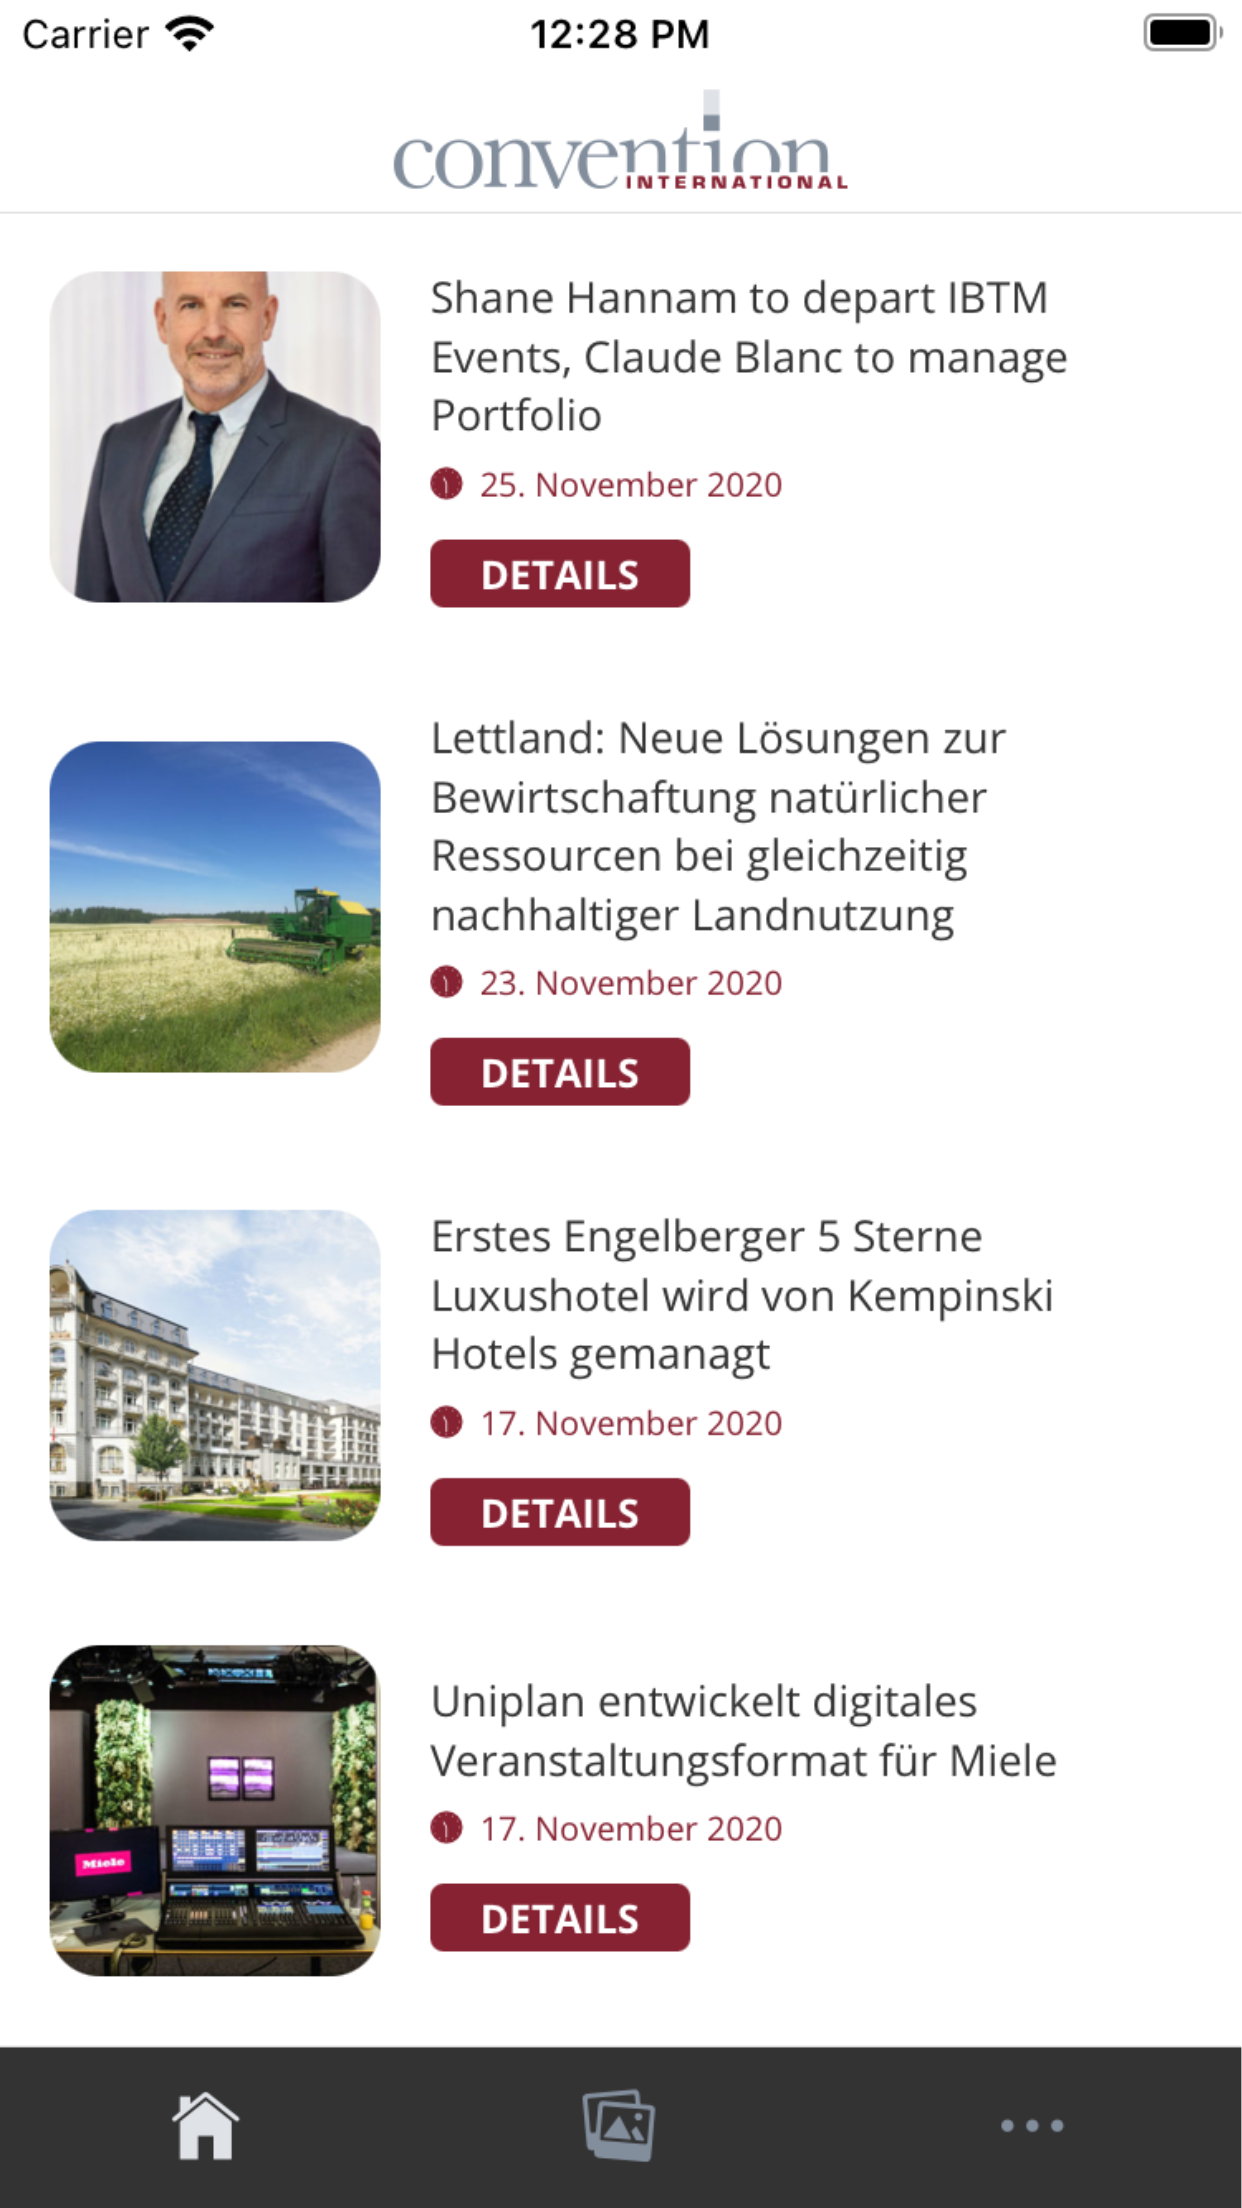 Carrier
12:28 PM
convention
INTERNATIONAL
Shane Hannam to depart IBTM
Events, Claude Blanc to manage
Portfolio
25. November 2020
DETAILS
Lettland: Neue Lösungen zur
Bewirtschaftung natürlicher
Ressourcen bei gleichzeitig
nachhaltiger Landnutzung
23. November 2020
DETAILS
Erstes Engelberger 5 Sterne
Luxushotel wird von Kempinski
Hotels gemanagt
17. November 2020
DETAILS
Miele
Uniplan entwickelt digitales
Veranstaltungsformat für Miele
17. November 2020
DETAILS